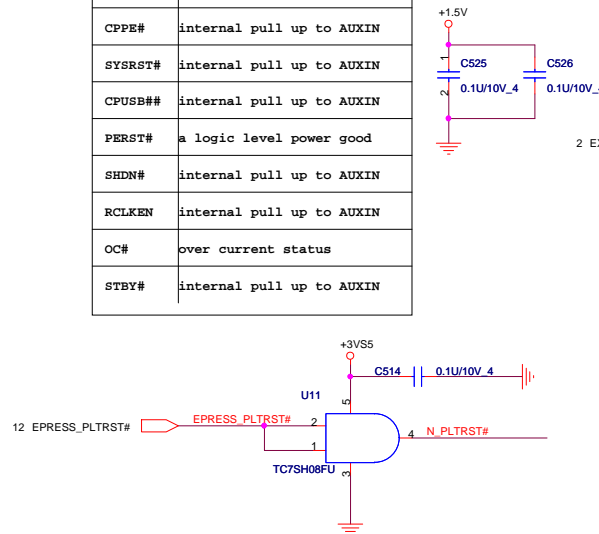 CPPE# internal pull up to AUXIN
SYSRST# internal pull up to AUXIN
CPUSB## internal pull up to AUXIN
PERST# a logic level power good
SHDN# internal pull up to AUXIN
RCLKEN internal pull up to AUXIN
OC# over current status
STBY# internal pull up to AUXIN
+1.5V
1
2
C525
0.1U/10V_4
C526
0.1U/10V_
2 E
+3VS5
C514 0.1U/10V_4
U11
5
12 EPRESS_PLTRST#
EPRESS_PLTRST#
2
1
4
N_PLTRST#
TC7SH08FU
3